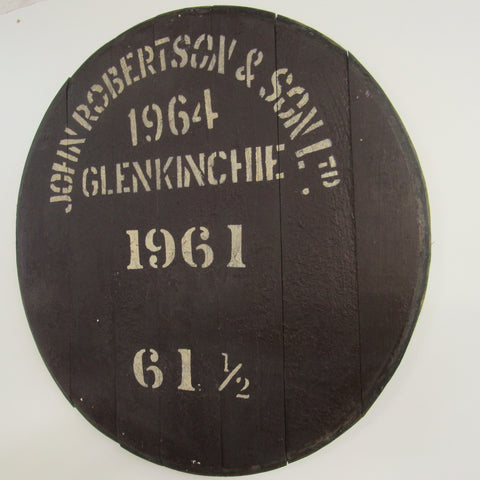 JOHN ROBERTSON & SON LTD.
1964
GLENKINCHIE
1961
61 1/2